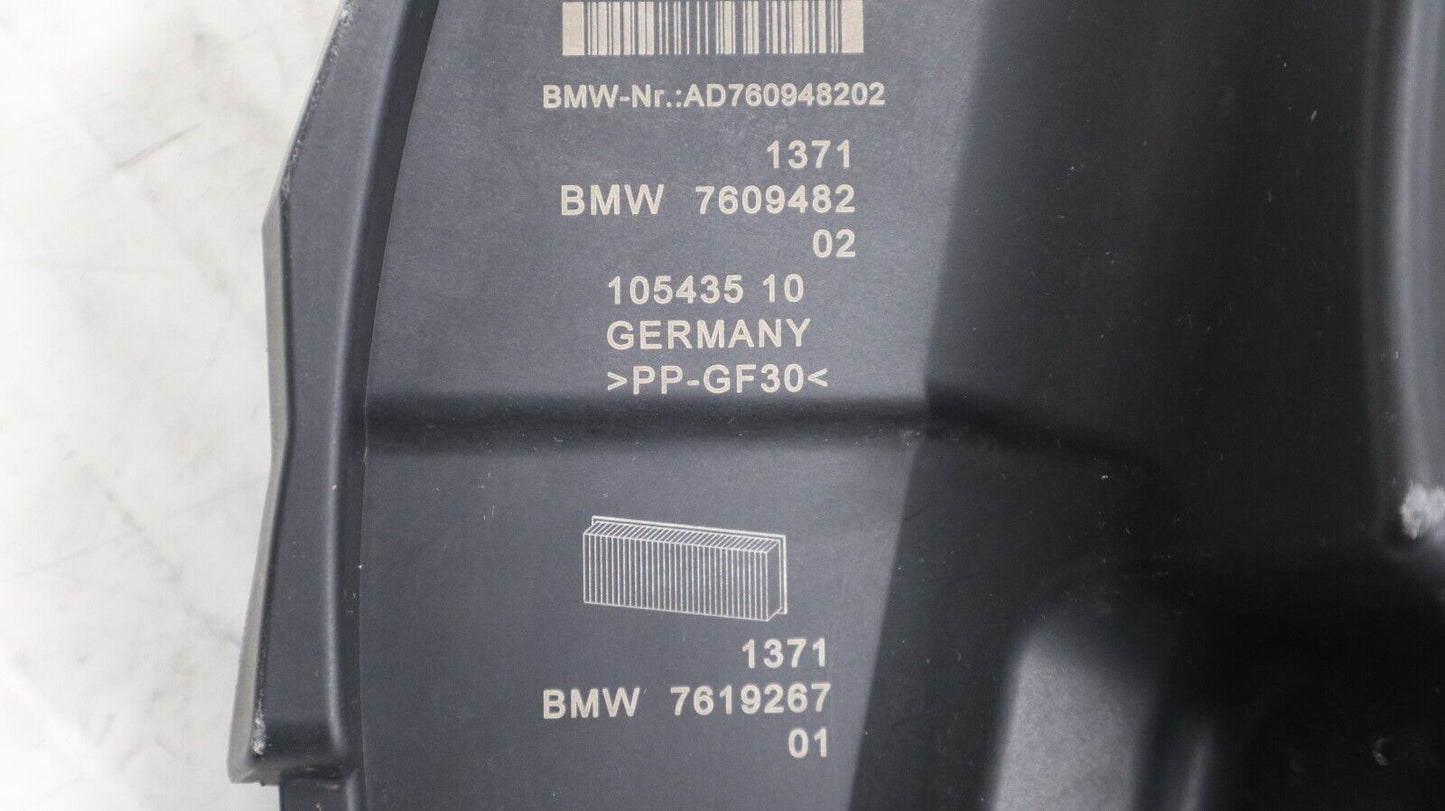 BMW-Nr.:AD760948202
1371
BMW 7609482
02
105435 10
GERMANY
>PP-GF30<
1371
BMW 7619267
01